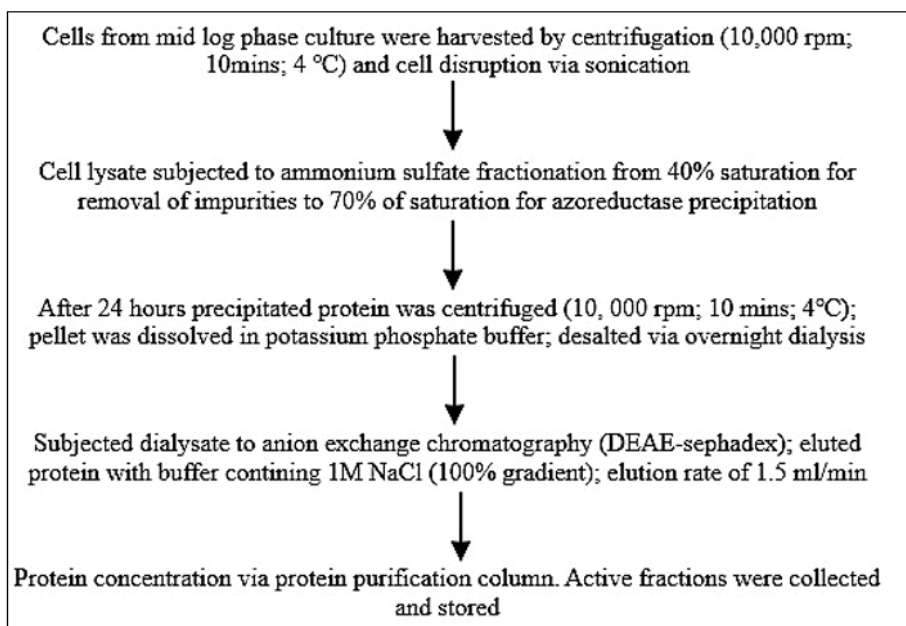 Cells from mid log phase culture were harvested by centrifugation (10,000 rpm;
10mins; 4 °C) and cell disruption via sonication
Cell lysate subjected to ammonium sulfate fractionation from 40% saturation for
removal of impurities to 70% of saturation for azoreductase precipitation
After 24 hours precipitated protein was centrifuged (10, 000 rpm; 10 mins; 4°C);
pellet was dissolved in potassium phosphate buffer; desalted via overnight dialysis
Subjected dialysate to anion exchange chromatography (DEAE-sephadex); eluted
protein with buffer contining 1M NaCl (100% gradient); elution rate of 1.5 ml/min
Protein concentration via protein purification column. Active fractions were collected
and stored